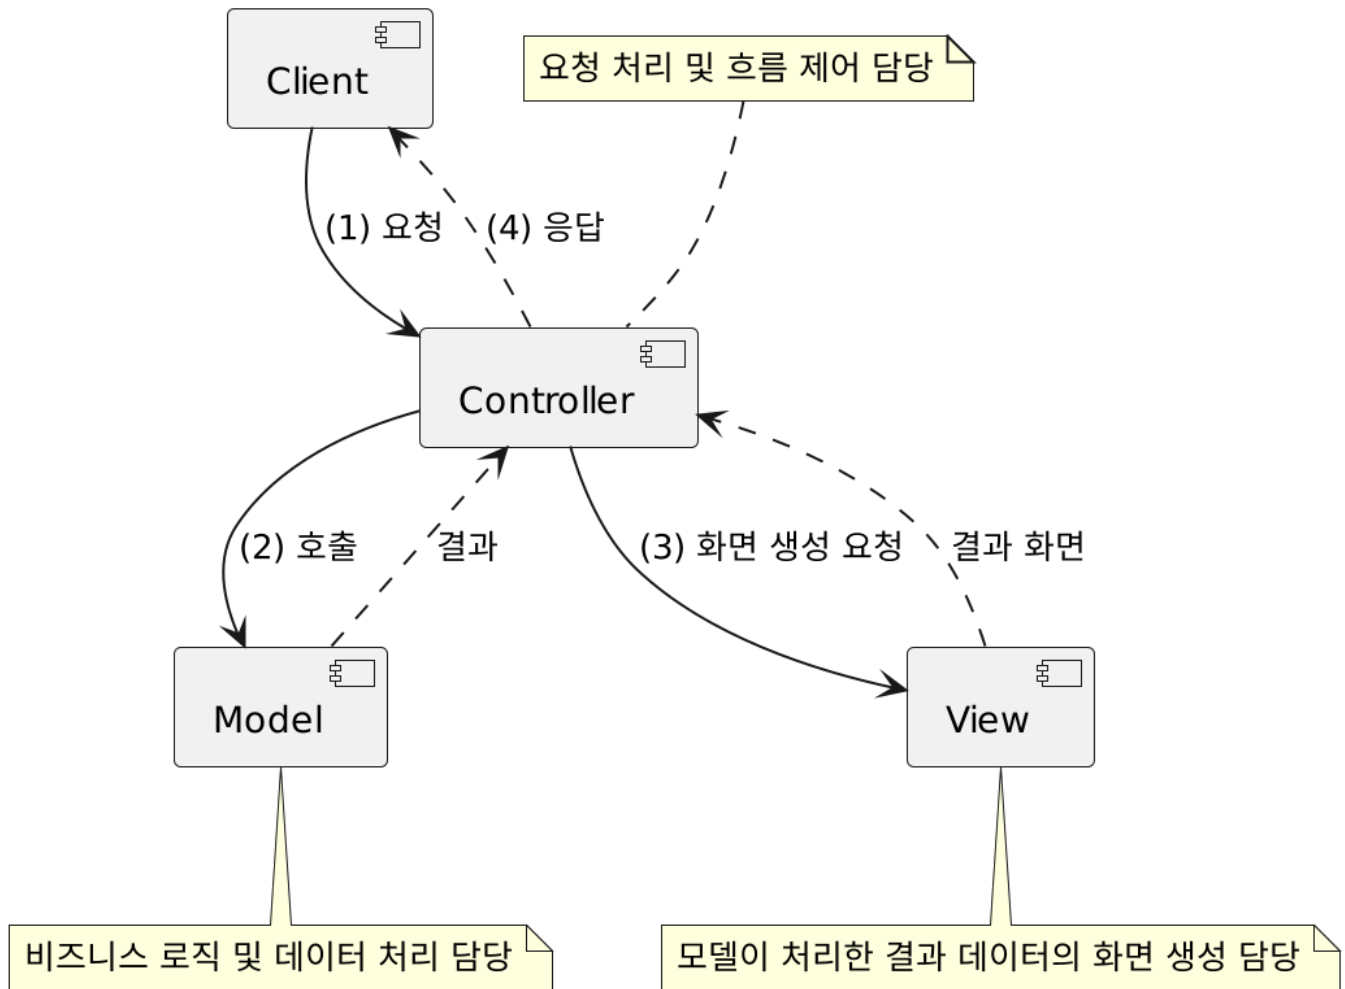 Client
요청 처리 및 흐름 제어 담당
(1) 요청
(4) 응답
Controller
(2) 호출
결과
(3) 화면 생성 요청
결과 화면
Model
View
비즈니스 로직 및 데이터 처리 담당
모델이 처리한 결과 데이터의 화면 생성 담당